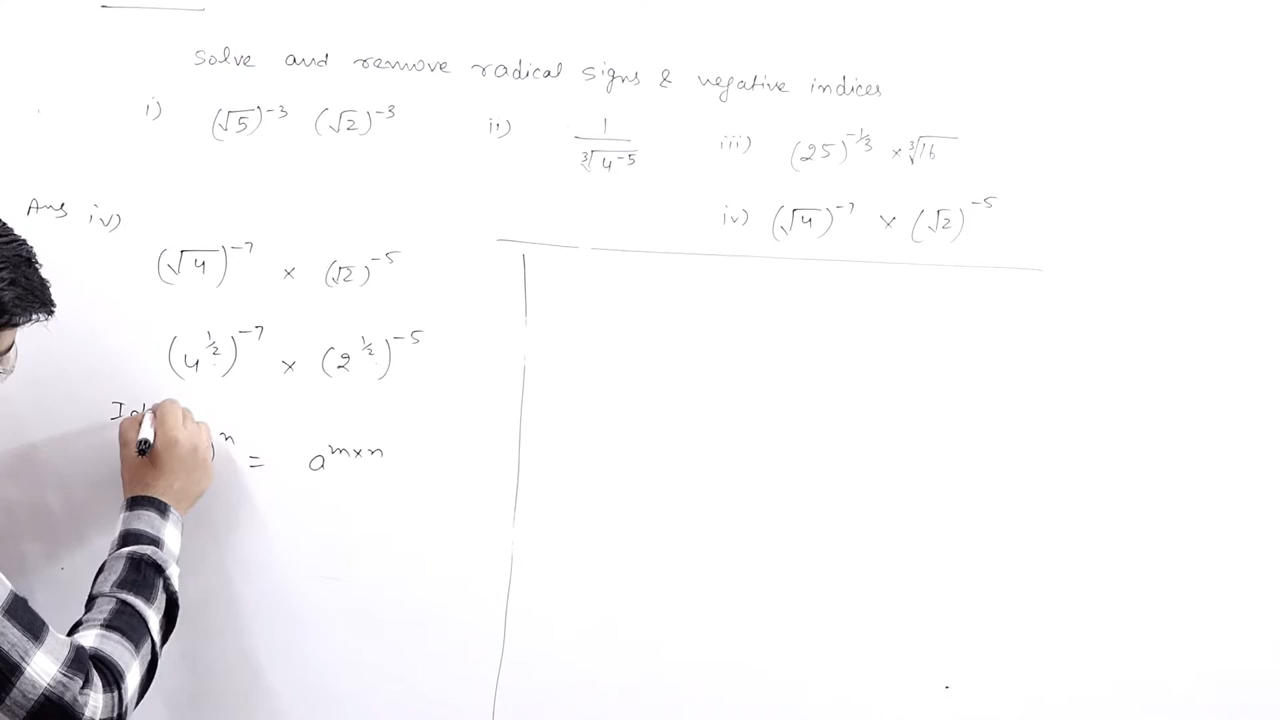 solve and remove radical signs & negative indices
i) (√5)⁻³ (√2)⁻³ ii) 1/∛(4⁻⁵) iii) (25)^(-1/3) × ∛16
iv) (√4)⁻⁷ × (√2)⁻⁵
Ans iv)
(√4)⁻⁷ × (√2)⁻⁵
(4^(1/2))⁻⁷ × (2^(1/2))⁻⁵
)ⁿ = a^(m×n)